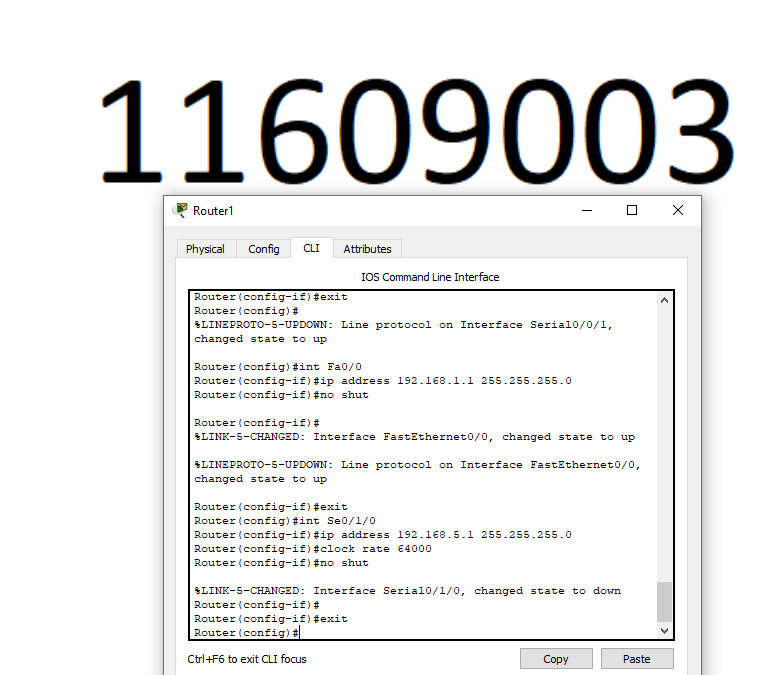 11609003
Router1
Physical Config CLI Attributes
IOS Command Line Interface
Router(config-if)#exit
Router(config)#
%LINEPROTO-5-UPDOWN: Line protocol on Interface Serial0/0/1,
changed state to up
Router(config)#int Fa0/0
Router(config-if)#ip address 192.168.1.1 255.255.255.0
Router(config-if)#no shut
Router(config-if)#
%LINK-5-CHANGED: Interface FastEthernet0/0, changed state to up
%LINEPROTO-5-UPDOWN: Line protocol on Interface FastEthernet0/0,
changed state to up
Router(config-if)#exit
Router(config)#int Se0/1/0
Router(config-if)#ip address 192.168.5.1 255.255.255.0
Router(config-if)#clock rate 64000
Router(config-if)#no shut
%LINK-5-CHANGED: Interface Serial0/1/0, changed state to down
Router(config-if)#
Router(config-if)#exit
Router(config)#
Ctrl+F6 to exit CLI focus Copy Paste